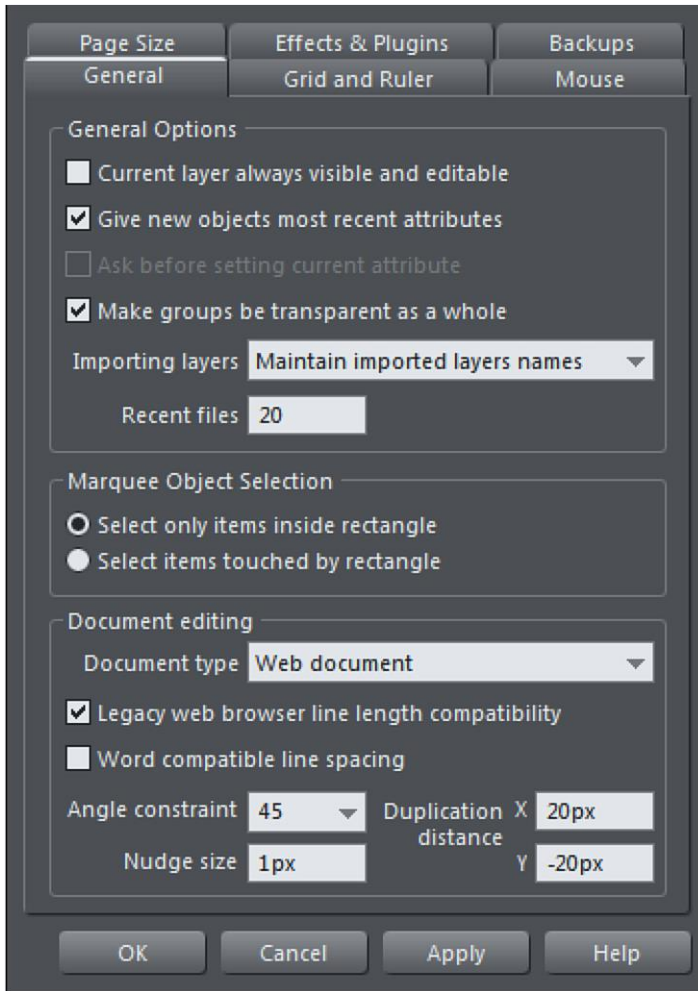 Page Size Effects & Plugins Backups
General Grid and Ruler Mouse
General Options
Current layer always visible and editable
Give new objects most recent attributes
Ask before setting current attribute
Make groups be transparent as a whole
Importing layers Maintain imported layers names
Recent files 20
Marquee Object Selection
Select only items inside rectangle
Select items touched by rectangle
Document editing
Document type Web document
Legacy web browser line length compatibility
Word compatible line spacing
Angle constraint 45 Duplication distance X 20px
Nudge size 1px Y -20px
OK Cancel Apply Help